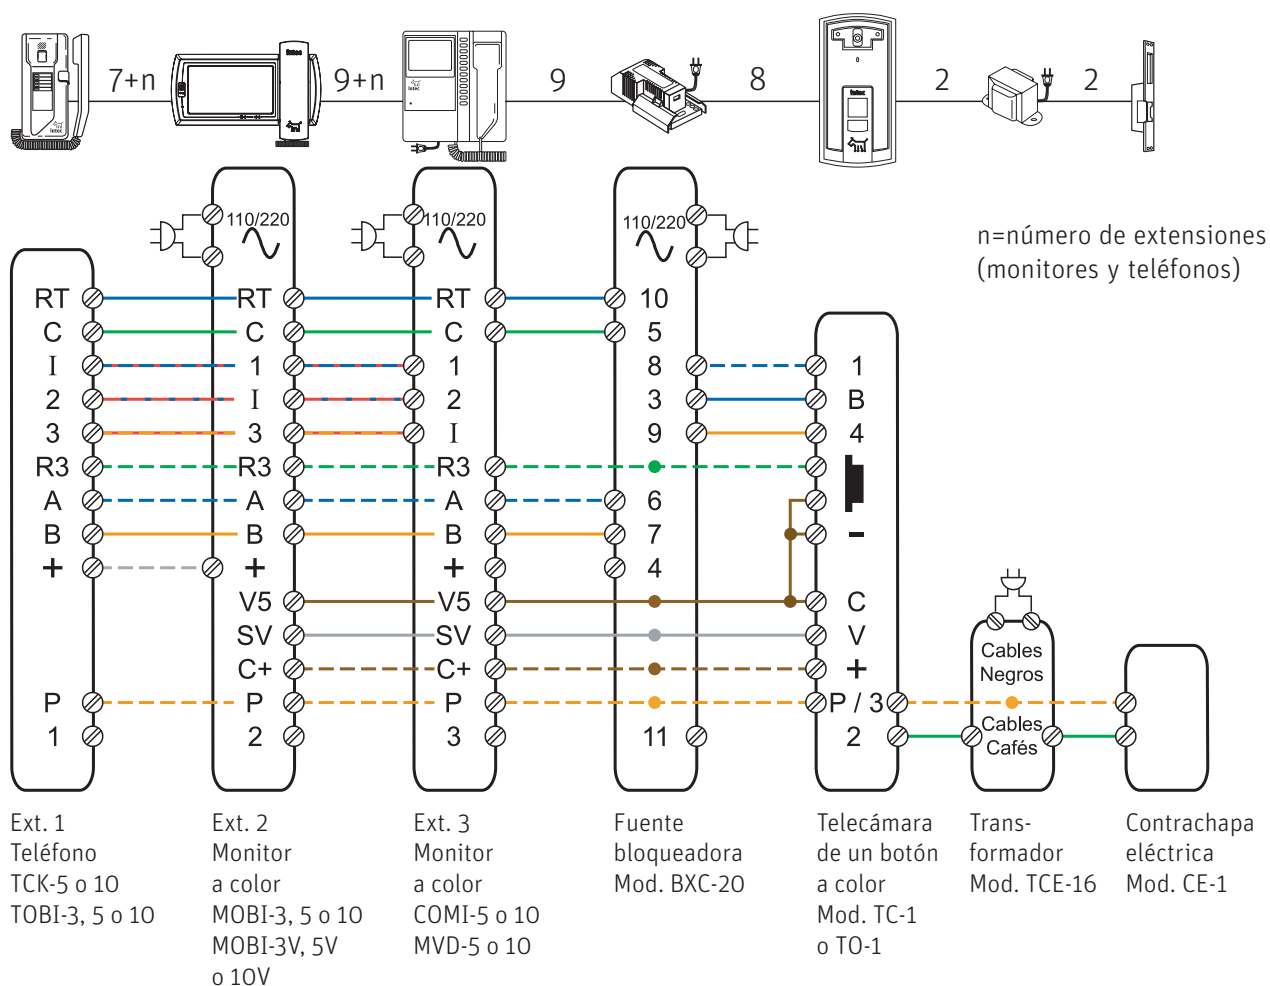 7+n 9+n 9 8 2 2
intec
intec
intec
intec
n=número de extensiones
(monitores y teléfonos)
110/220 110/220 110/220
RT RT RT 10
C C C 5
I 1 1 8 1
2 I 2 3 B
3 3 I 9 4
R3 R3 R3
A A A 6
B B B 7 -
+ + + 4
V5 V5 C
SV SV V
C+ C+ +
P P P P / 3
1 2 3 11 2
Cables
Negros
Cables
Cafés
Ext. 1
Teléfono
TCK-5 o 10
TOBI-3, 5 o 10
Ext. 2
Monitor
a color
MOBI-3, 5 o 10
MOBI-3V, 5V
o 10V
Ext. 3
Monitor
a color
COMI-5 o 10
MVD-5 o 10
Fuente
bloqueadora
Mod. BXC-20
Telecámara
de un botón
a color
Mod. TC-1
o TO-1
Trans-
formador
Mod. TCE-16
Contrachapa
eléctrica
Mod. CE-1